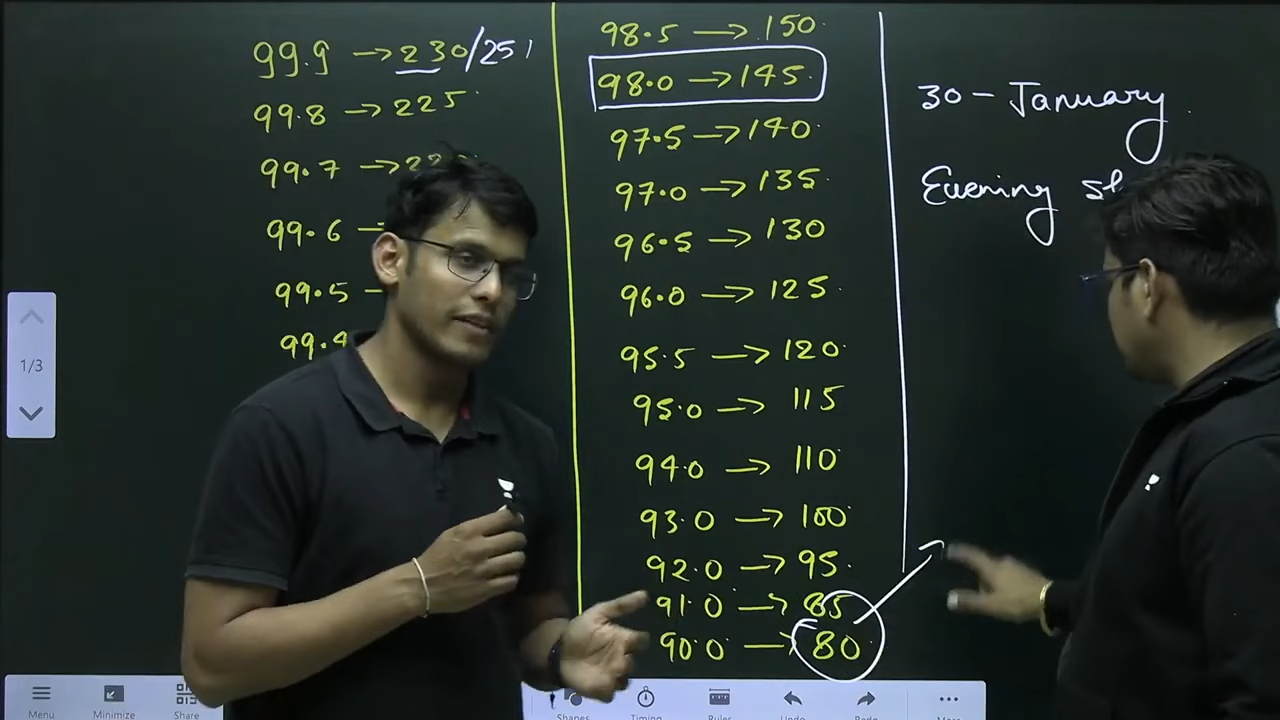 99.9 → 230/251
99.8 → 225
99.7 →
99.6
99.5
99.4
98.5 → 150
98.0 → 145
97.5 → 140
97.0 → 135
96.5 → 130
96.0 → 125
95.5 → 120
95.0 → 115
94.0 → 110
93.0 → 100
92.0 → 95
91.0 → 85
90.0 → 80
30 - January
Evening
1/3
Menu
Minimize
Share
Shapes
Timing
Ruler
Undo
Redo
More